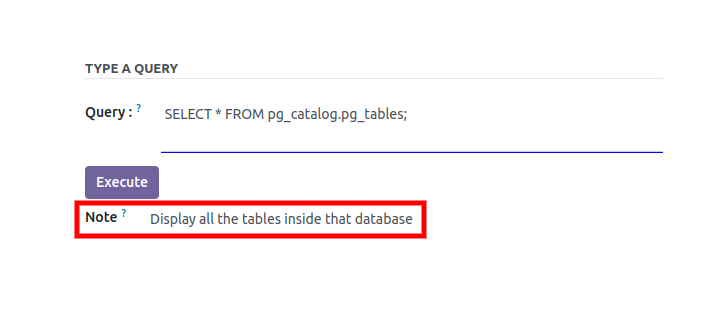 TYPE A QUERY
Query : ? SELECT * FROM pg_catalog.pg_tables;
Execute
Note ? Display all the tables inside that database